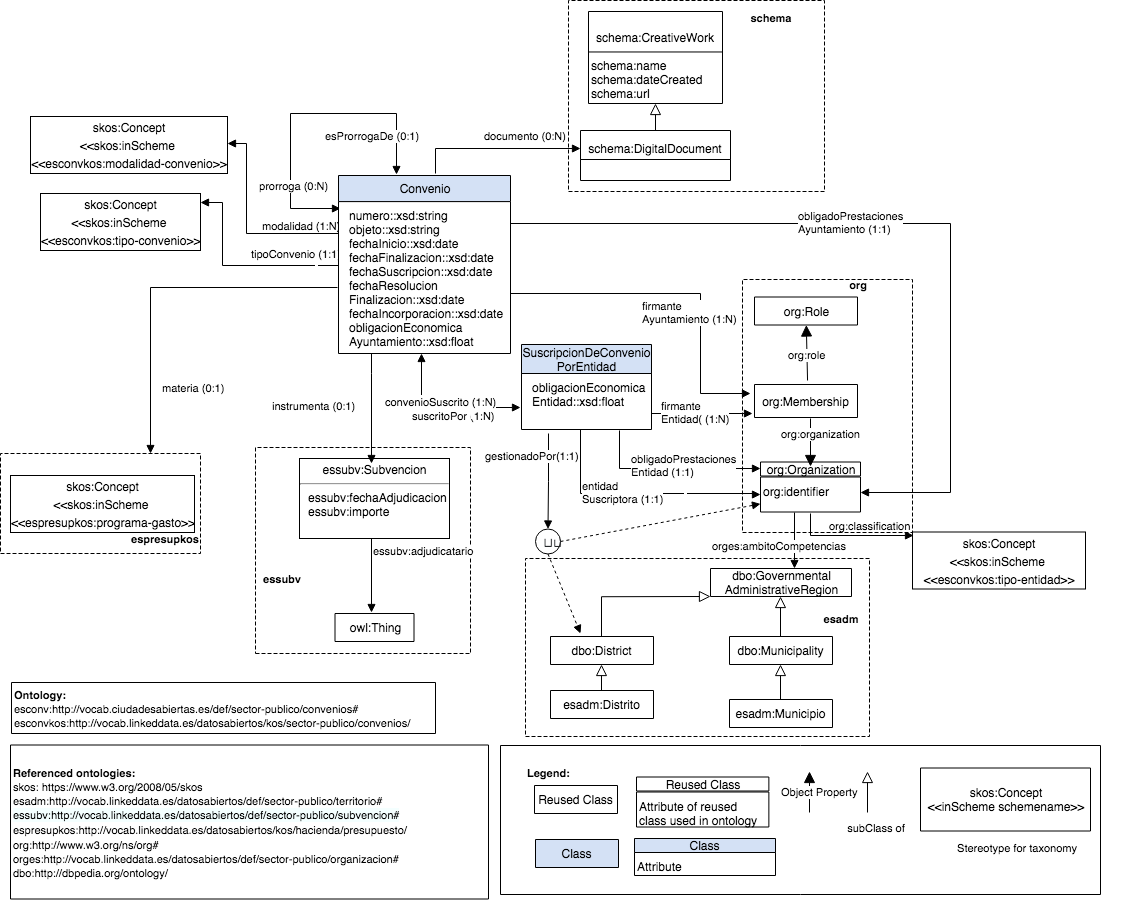 schema
schema:CreativeWork
schema:name
schema:dateCreated
schema:url
schema:DigitalDocument
documento (0:N)
esProrrogaDe (0:1)
prorroga (0:N)
skos:Concept
<<skos:inScheme
<<esconvkos:modalidad-convenio>>
modalidad (1:N)
skos:Concept
<<skos:inScheme
<<esconvkos:tipo-convenio>>
tipoConvenio (1:1
Convenio
numero::xsd:string
objeto::xsd:string
fechaInicio::xsd:date
fechaFinalizacion::xsd:date
fechaSuscripcion::xsd:date
fechaResolucion
Finalizacion::xsd:date
fechaIncorporacion::xsd:date
obligacionEconomica
Ayuntamiento::xsd:float
obligadoPrestaciones
Ayuntamiento (1:1)
firmante
Ayuntamiento (1:N)
org
org:Role
org:role
org:Membership
org:organization
org:Organization
org:identifier
SuscripcionDeConvenio
PorEntidad
obligacionEconomica
Entidad::xsd:float
convenioSuscrito (1:N)
suscritoPor (1:N)
firmante
Entidad( (1:N)
gestionadoPor(1:1)
obligadoPrestaciones
Entidad (1:1)
entidad
Suscriptora (1:1)
materia (0:1)
instrumenta (0:1)
skos:Concept
<<skos:inScheme
<<espresupkos:programa-gasto>>
espresupkos
essubv:Subvencion
essubv:fechaAdjudicacion
essubv:importe
essubv:adjudicatario
essubv
owl:Thing
org:classification
skos:Concept
<<skos:inScheme
<<esconvkos:tipo-entidad>>
orges:ambitoCompetencias
dbo:Governmental
AdministrativeRegion
esadm
dbo:District
dbo:Municipality
esadm:Distrito
esadm:Municipio
Ontology:
esconv:http://vocab.ciudadesabiertas.es/def/sector-publico/convenios#
esconvkos:http://vocab.linkeddata.es/datosabiertos/kos/sector-publico/convenios/
Referenced ontologies:
skos: https://www.w3.org/2008/05/skos
esadm:http://vocab.linkeddata.es/datosabiertos/def/sector-publico/territorio#
essubv:http://vocab.linkeddata.es/datosabiertos/def/sector-publico/subvencion#
espresupkos:http://vocab.linkeddata.es/datosabiertos/kos/hacienda/presupuesto/
org:http://www.w3.org/ns/org#
orges:http://vocab.linkeddata.es/datosabiertos/def/sector-publico/organizacion#
dbo:http://dbpedia.org/ontology/
Legend:
Reused Class
Reused Class
Attribute of reused
class used in ontology
Class
Class
Attribute
Object Property
subClass of
skos:Concept
<<inScheme schemename>>
Stereotype for taxonomy